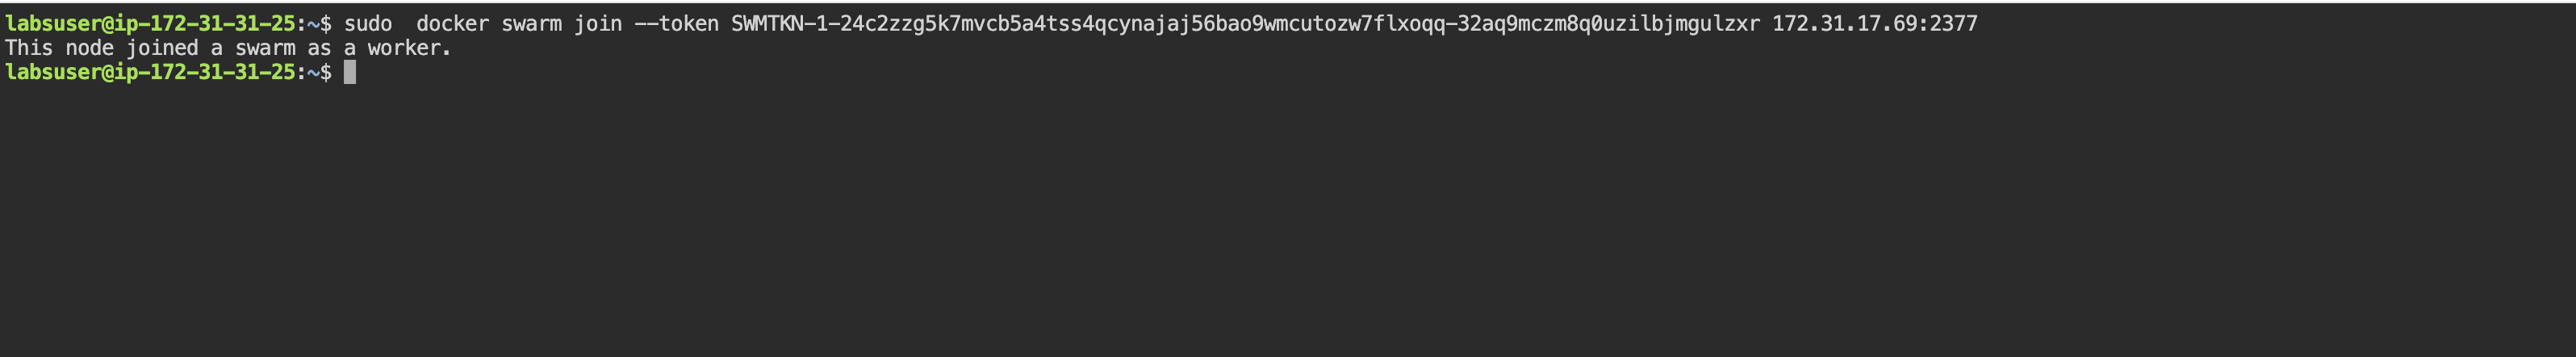 labsuser@ip-172-31-31-25:~$ sudo  docker swarm join --token SWMTKN-1-24c2zzg5k7mvcb5a4tss4qcynajaj56bao9wmcutozw7flxoqq-32aq9mczm8q0uzilbjmgulzxr 172.31.17.69:2377
This node joined a swarm as a worker.
labsuser@ip-172-31-31-25:~$